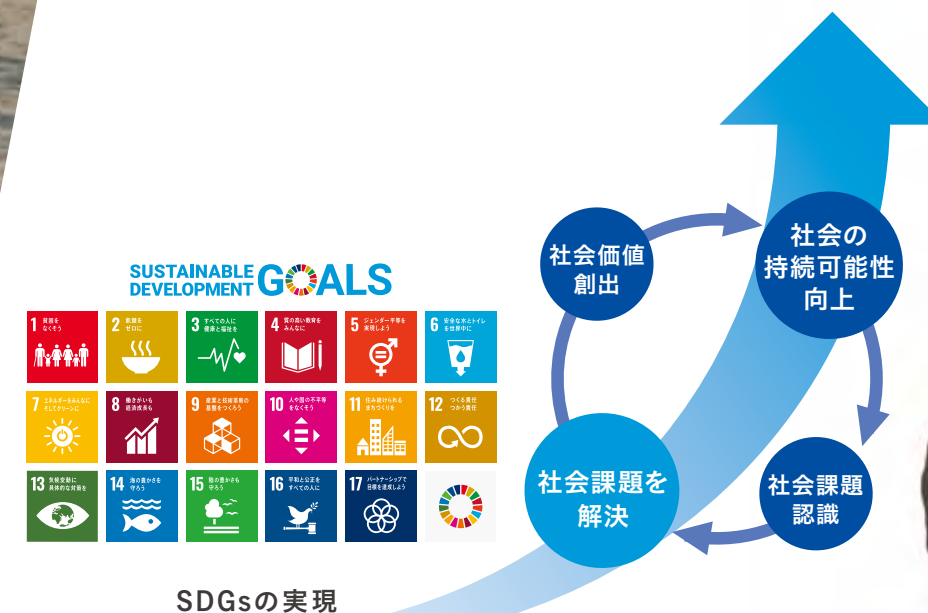 SUSTAINABLE
DEVELOPMENT
GOALS
1 貧困を
なくそう
2 飢餓を
ゼロに
3 すべての人に
健康と福祉を
4 質の高い教育を
みんなに
5 ジェンダー平等を
実現しよう
6 安全な水とトイレ
を世界中に
7 エネルギーをみんなに
そしてクリーンに
8 働きがいも
経済成長も
9 産業と技術革新の
基盤をつくろう
10 人や国の不平等
をなくそう
11 住み続けられる
まちづくりを
12 つくる責任
つかう責任
13 気候変動に
具体的な対策を
14 海の豊かさを
守ろう
15 陸の豊かさも
守ろう
16 平和と公正を
すべての人に
17 パートナーシップで
目標を達成しよう
SDGsの実現
社会価値
創出
社会の
持続可能性
向上
社会課題を
解決
社会課題
認識